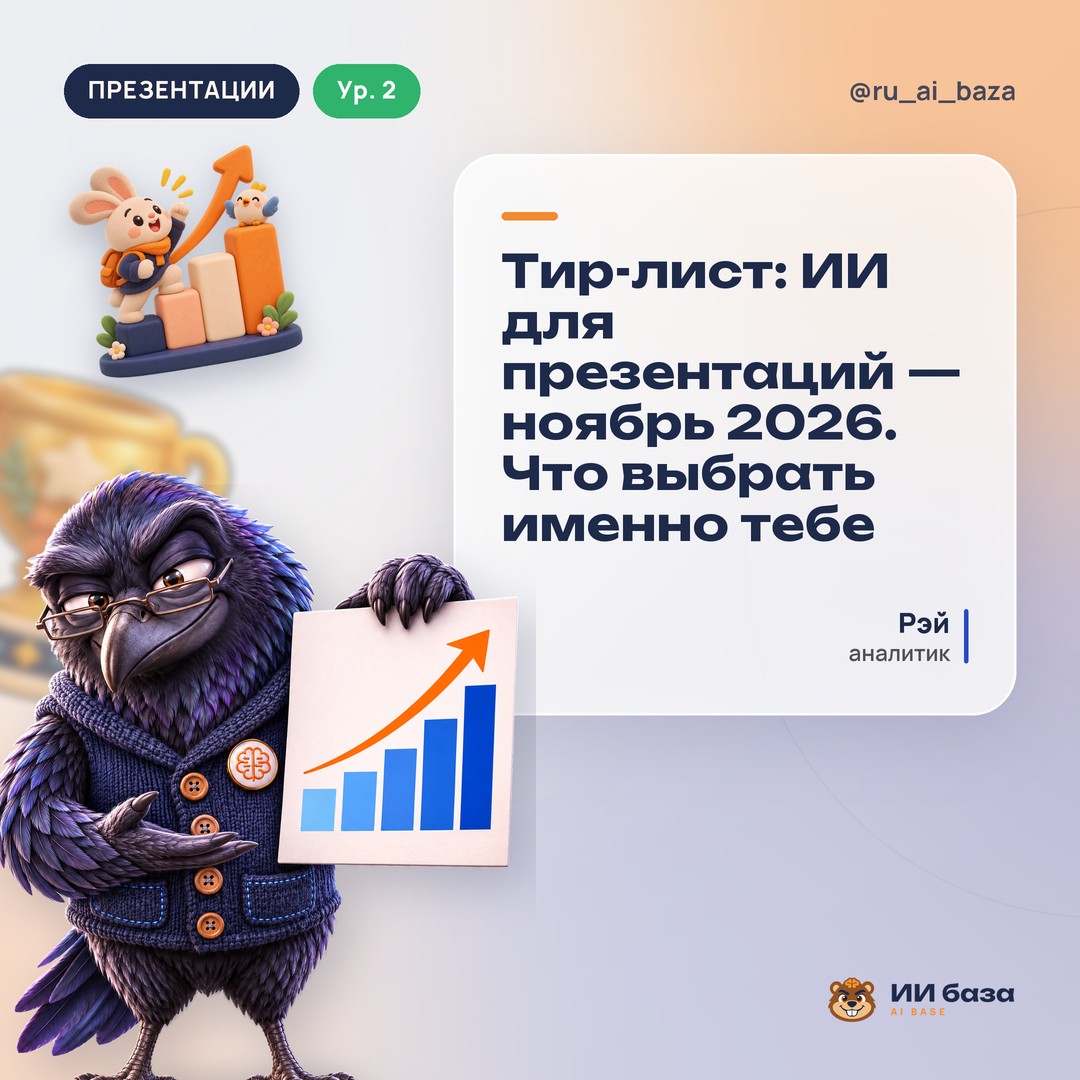 ПРЕЗЕНТАЦИИ
Ур. 2
@ru_ai_baza
Тир-лист: ИИ
для
презентаций —
ноябрь 2026.
Что выбрать
именно тебе
Рэй
аналитик
ИИ база
AI BASE